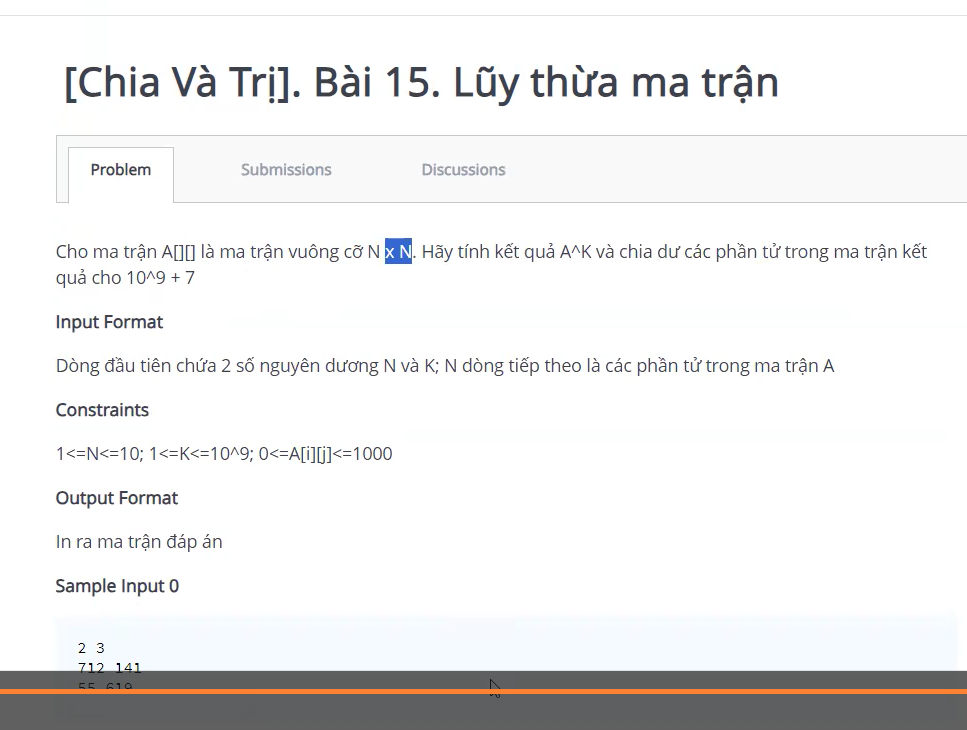 [Chia Và Trị]. Bài 15. Lũy thừa ma trận
Problem Submissions Discussions
Cho ma trận A[][] là ma trận vuông cỡ N x N. Hãy tính kết quả A^K và chia dư các phần tử trong ma trận kết
quả cho 10^9 + 7
Input Format
Dòng đầu tiên chứa 2 số nguyên dương N và K; N dòng tiếp theo là các phần tử trong ma trận A
Constraints
1<=N<=10; 1<=K<=10^9; 0<=A[i][j]<=1000
Output Format
In ra ma trận đáp án
Sample Input 0
2 3
712 141
55 619